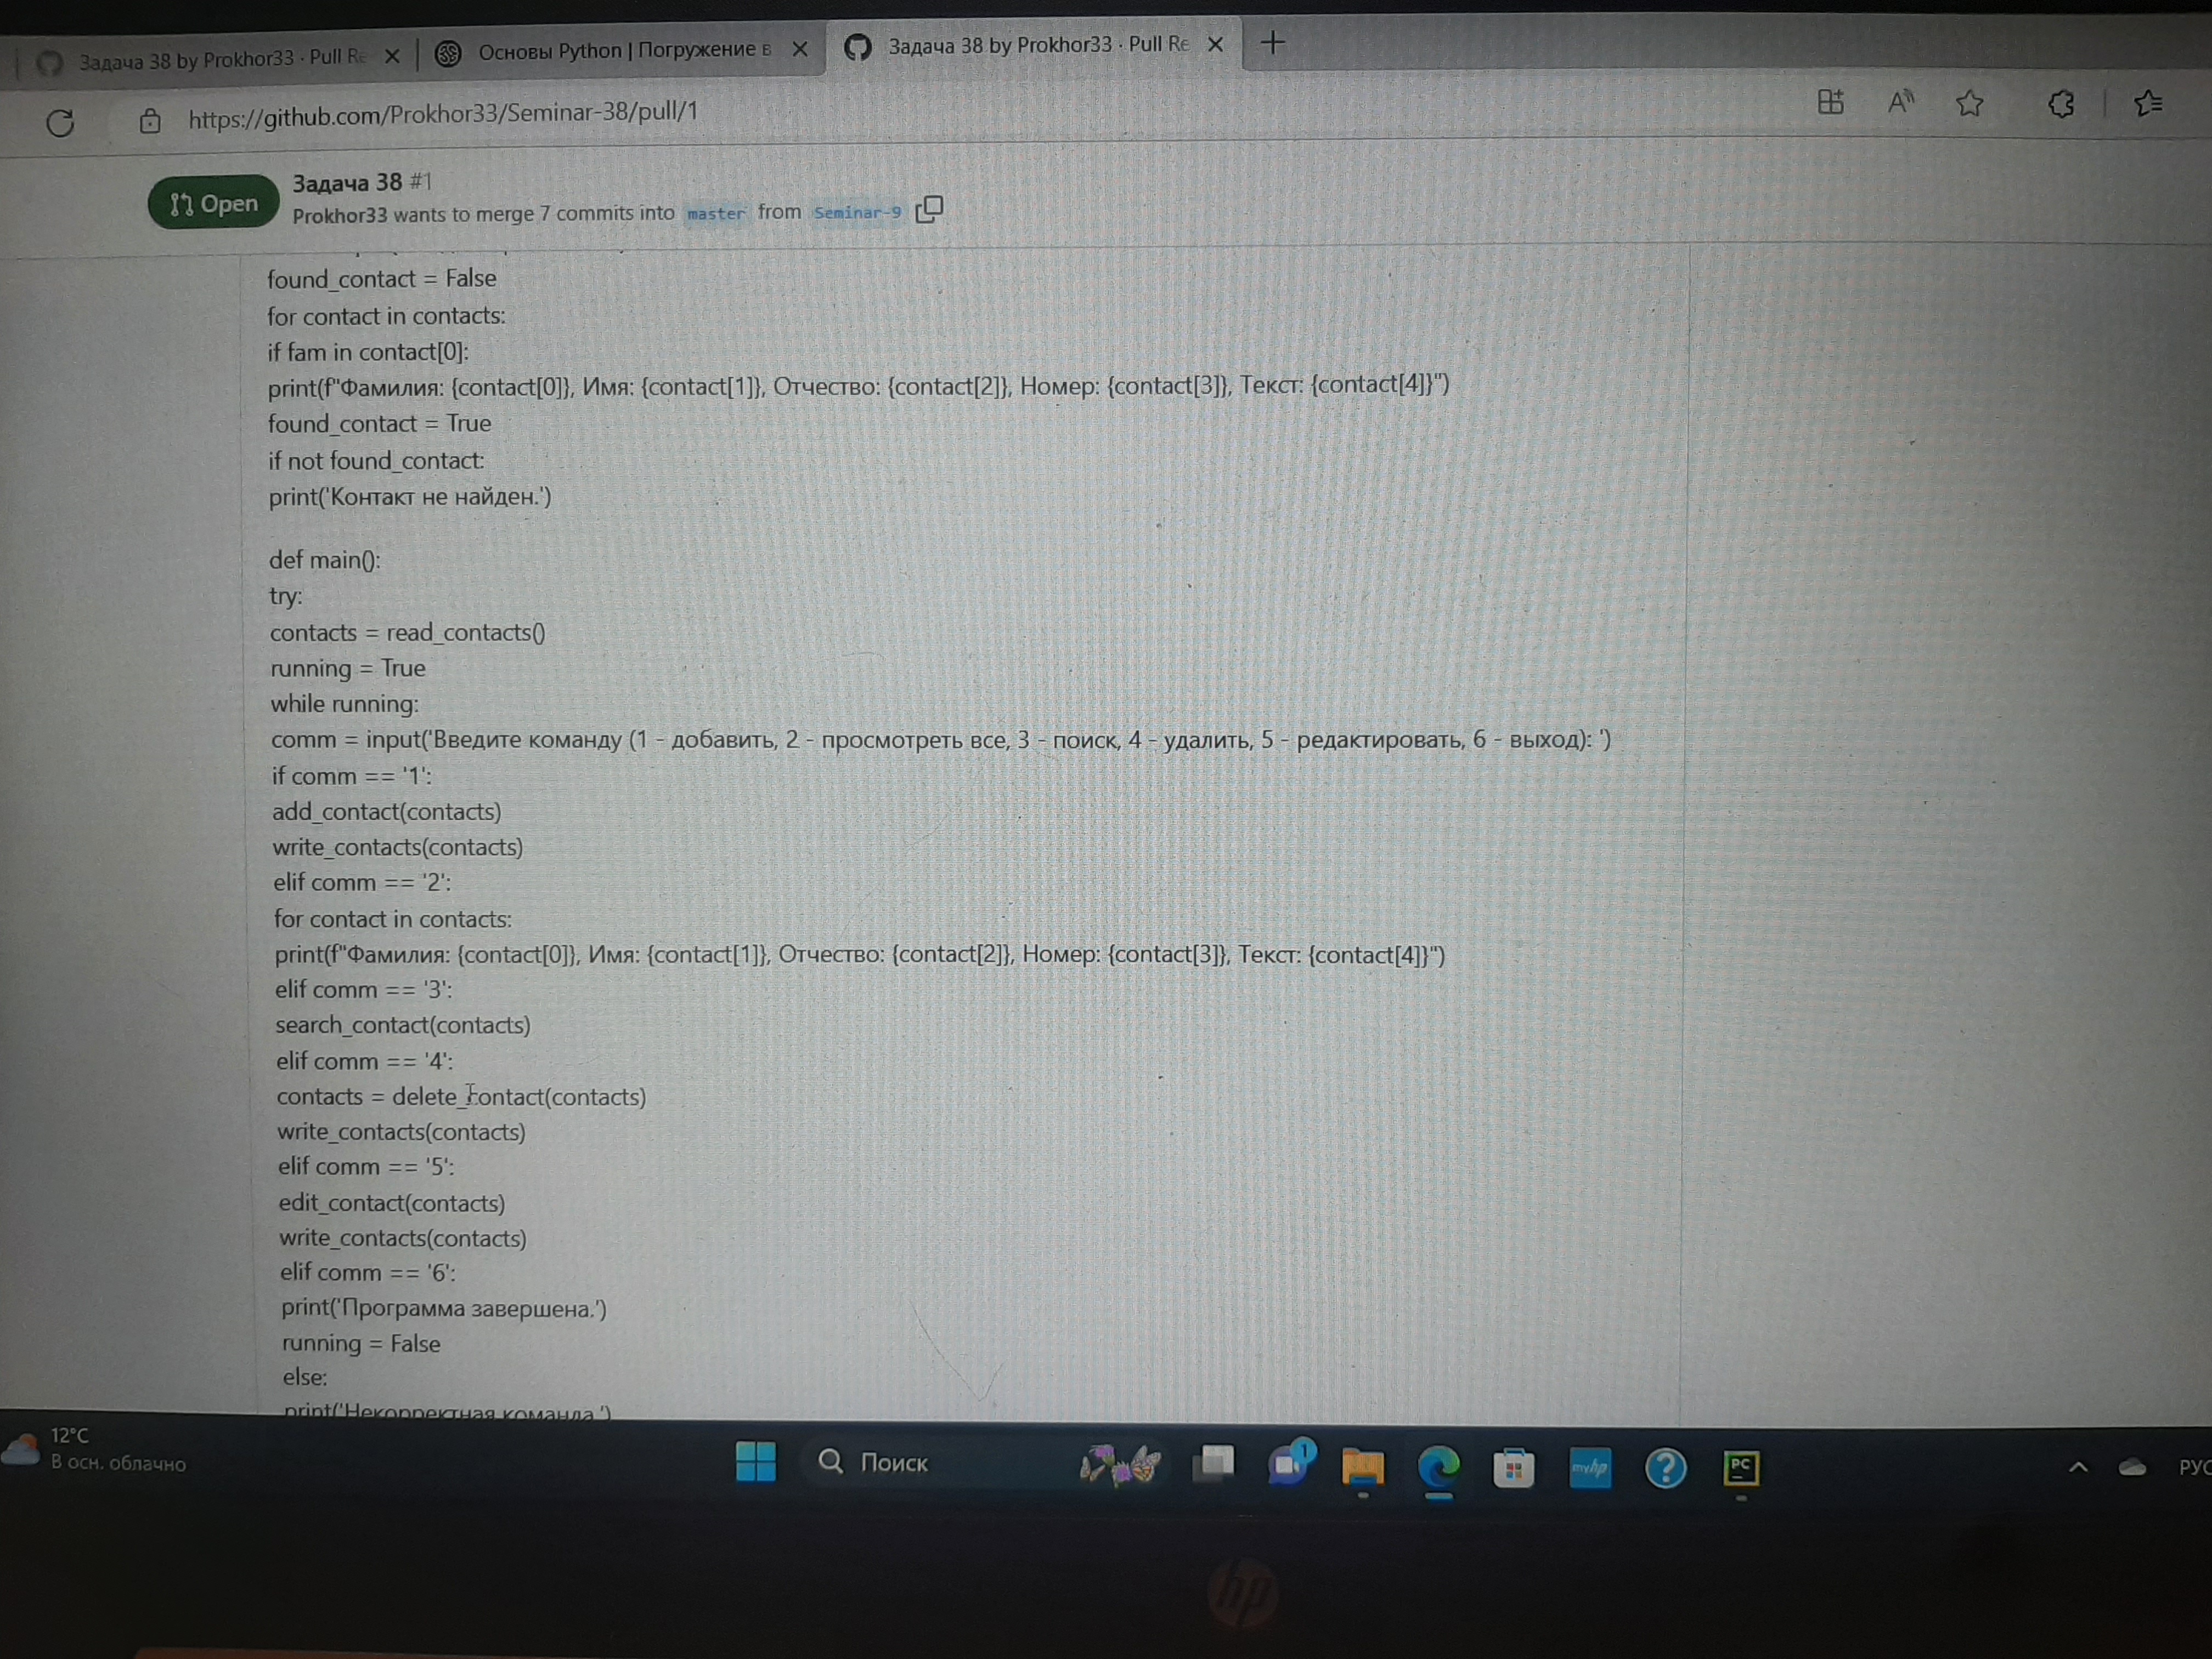 Задача 38 by Prokhor33 · Pull Re
Основы Python | Погружение в
Задача 38 by Prokhor33 · Pull Re
https://github.com/Prokhor33/Seminar-38/pull/1
Open
Задача 38 #1
Prokhor33 wants to merge 7 commits into master from Seminar-9
found_contact = False
for contact in contacts:
if fam in contact[0]:
print(f"Фамилия: {contact[0]}, Имя: {contact[1]}, Отчество: {contact[2]}, Номер: {contact[3]}, Текст: {contact[4]}")
found_contact = True
if not found_contact:
print('Контакт не найден.')
def main():
try:
contacts = read_contacts()
running = True
while running:
comm = input('Введите команду (1 - добавить, 2 - просмотреть все, 3 - поиск, 4 - удалить, 5 - редактировать, 6 - выход): ')
if comm == '1':
add_contact(contacts)
write_contacts(contacts)
elif comm == '2':
for contact in contacts:
print(f"Фамилия: {contact[0]}, Имя: {contact[1]}, Отчество: {contact[2]}, Номер: {contact[3]}, Текст: {contact[4]}")
elif comm == '3':
search_contact(contacts)
elif comm == '4':
contacts = delete_contact(contacts)
write_contacts(contacts)
elif comm == '5':
edit_contact(contacts)
write_contacts(contacts)
elif comm == '6':
print('Программа завершена.')
running = False
else:
print('Некорректная команда.')
12°C
В осн. облачно
Поиск
1
myhp
PC
РУС
hp